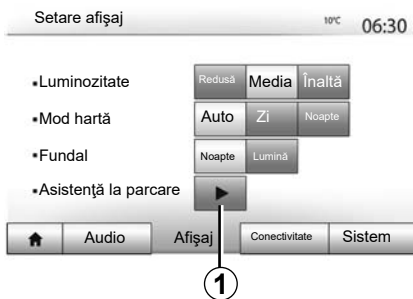 Setare afişaj 10°C 06:30
▪Luminozitate Redusă Media Înaltă
▪Mod hartă Auto Zi Noapte
▪Fundal Noapte Lumină
▪Asistenţă la parcare
Audio Afişaj Conectivitate Sistem
1